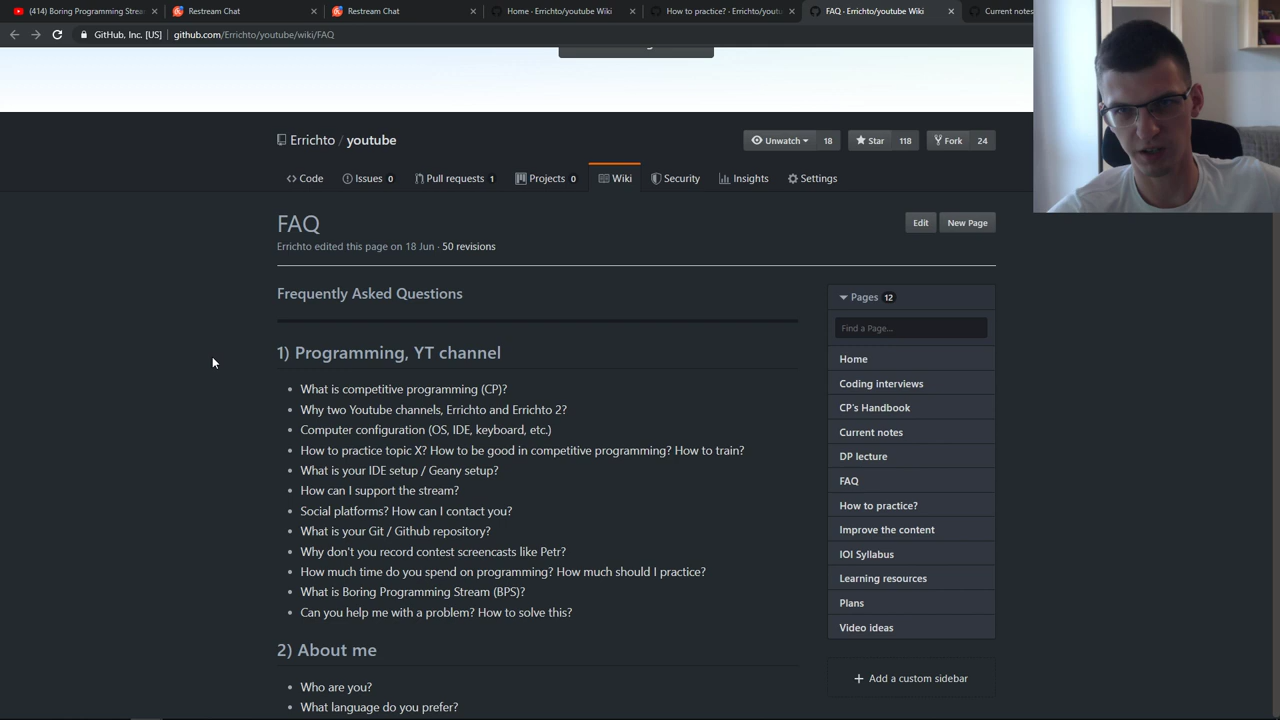 (414) Boring Programming Strea
Restream Chat
Restream Chat
Home · Errichto/youtube Wiki
How to practice? · Errichto/yout
FAQ · Errichto/youtube Wiki
Current notes
GitHub, Inc. [US] github.com/Errichto/youtube/wiki/FAQ
Errichto / youtube
Unwatch 18
Star 118
Fork 24
Code
Issues 0
Pull requests 1
Projects 0
Wiki
Security
Insights
Settings
FAQ
Edit
New Page
Errichto edited this page on 18 Jun · 50 revisions
Frequently Asked Questions
1) Programming, YT channel
What is competitive programming (CP)?
Why two Youtube channels, Errichto and Errichto 2?
Computer configuration (OS, IDE, keyboard, etc.)
How to practice topic X? How to be good in competitive programming? How to train?
What is your IDE setup / Geany setup?
How can I support the stream?
Social platforms? How can I contact you?
What is your Git / Github repository?
Why don't you record contest screencasts like Petr?
How much time do you spend on programming? How much should I practice?
What is Boring Programming Stream (BPS)?
Can you help me with a problem? How to solve this?
2) About me
Who are you?
What language do you prefer?
Pages 12
Find a Page...
Home
Coding interviews
CP's Handbook
Current notes
DP lecture
FAQ
How to practice?
Improve the content
IOI Syllabus
Learning resources
Plans
Video ideas
+ Add a custom sidebar